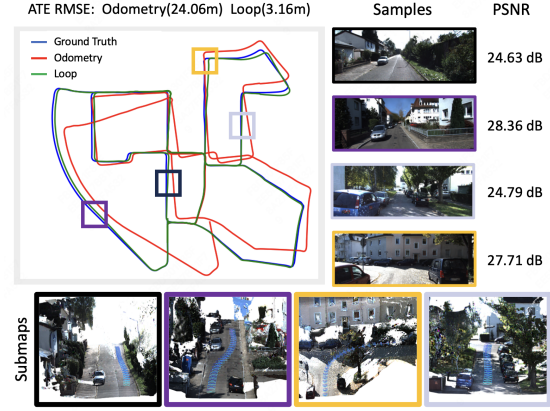 ATE RMSE: Odometry(24.06m) Loop(3.16m)
Samples
PSNR
Ground Truth
Odometry
Loop
24.63 dB
28.36 dB
24.79 dB
27.71 dB
Submaps